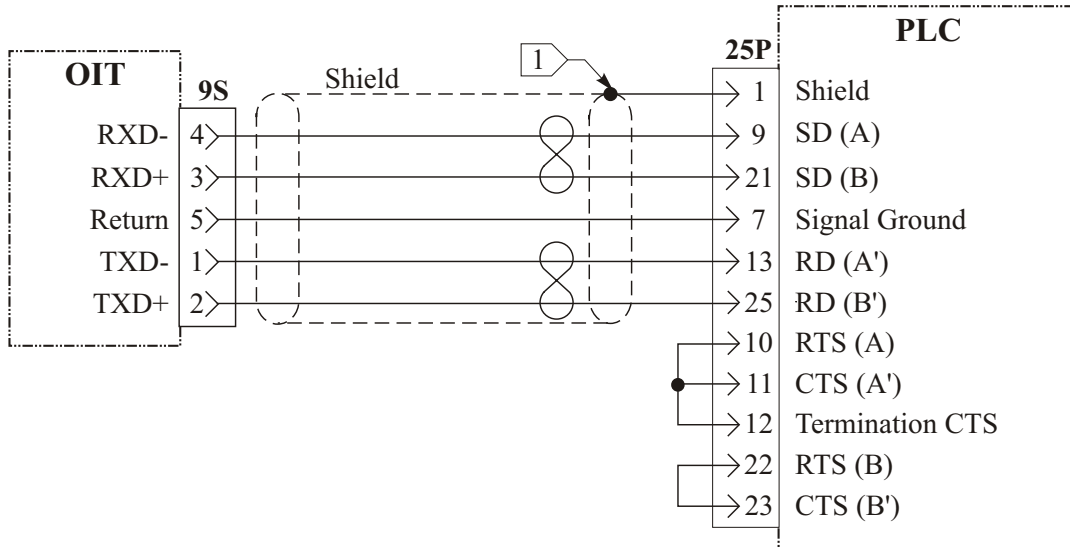 PLC
25P
1
OIT
9S
Shield
1 Shield
RXD- 4
9 SD (A)
RXD+ 3
21 SD (B)
Return 5
7 Signal Ground
TXD- 1
13 RD (A')
TXD+ 2
25 RD (B')
10 RTS (A)
11 CTS (A')
12 Termination CTS
22 RTS (B)
23 CTS (B')